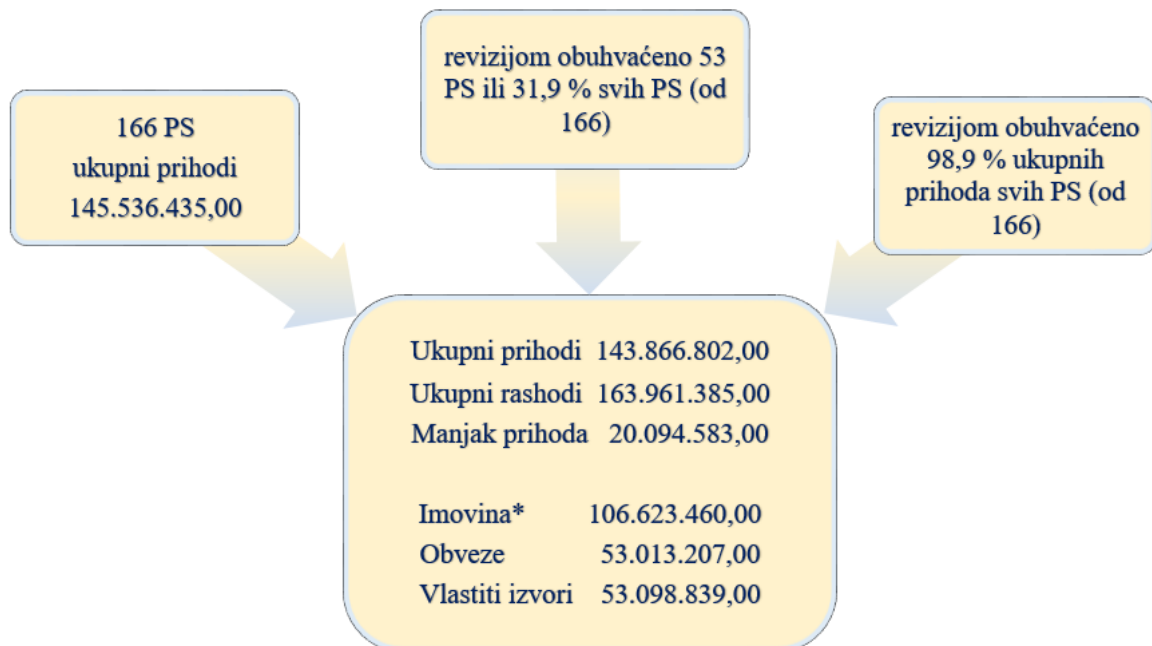 166 PS
ukupni prihodi
145.536.435,00
revizijom obuhvaćeno 53
PS ili 31,9 % svih PS (od
166)
revizijom obuhvaćeno
98,9 % ukupnih
prihoda svih PS (od
166)
Ukupni prihodi 143.866.802,00
Ukupni rashodi 163.961.385,00
Manjak prihoda 20.094.583,00
Imovina* 106.623.460,00
Obveze 53.013.207,00
Vlastiti izvori 53.098.839,00